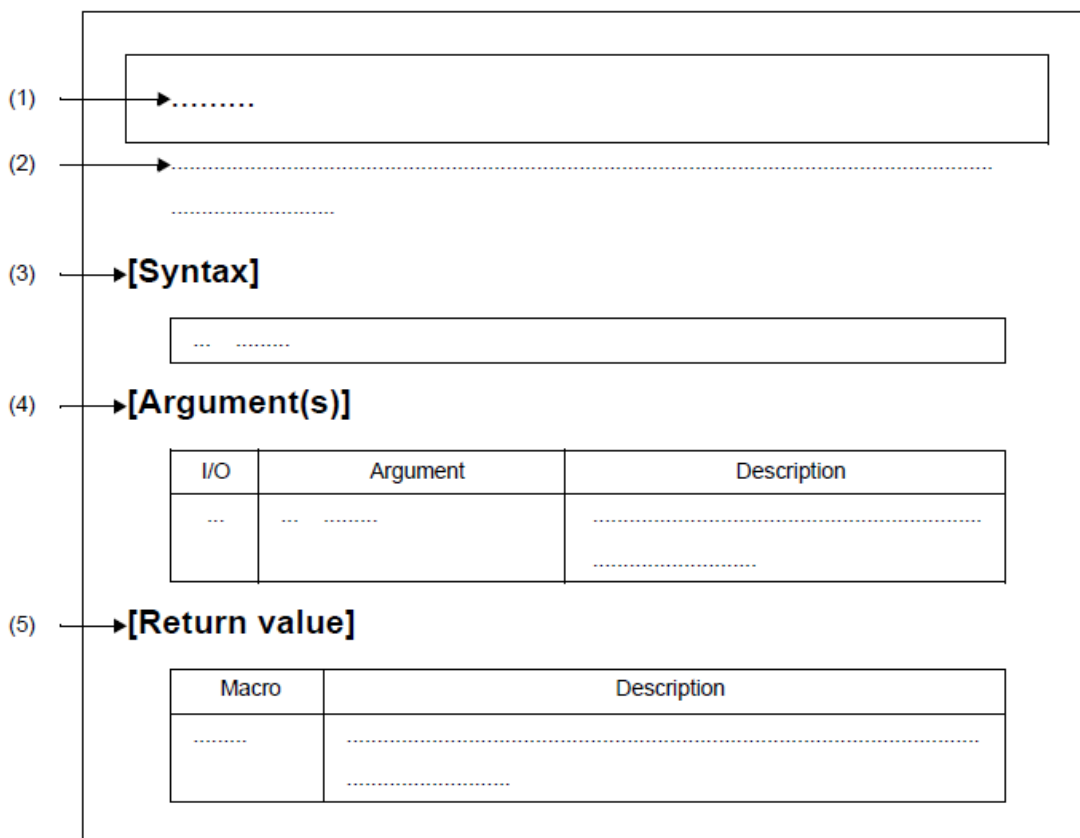 (1) .........
(2) ...............................................................................
...........................
(3) [Syntax]
... .........
(4) [Argument(s)]
I/O Argument Description
... ... ......... .................................................................
...........................
(5) [Return value]
Macro Description
......... .........................................................................
...........................